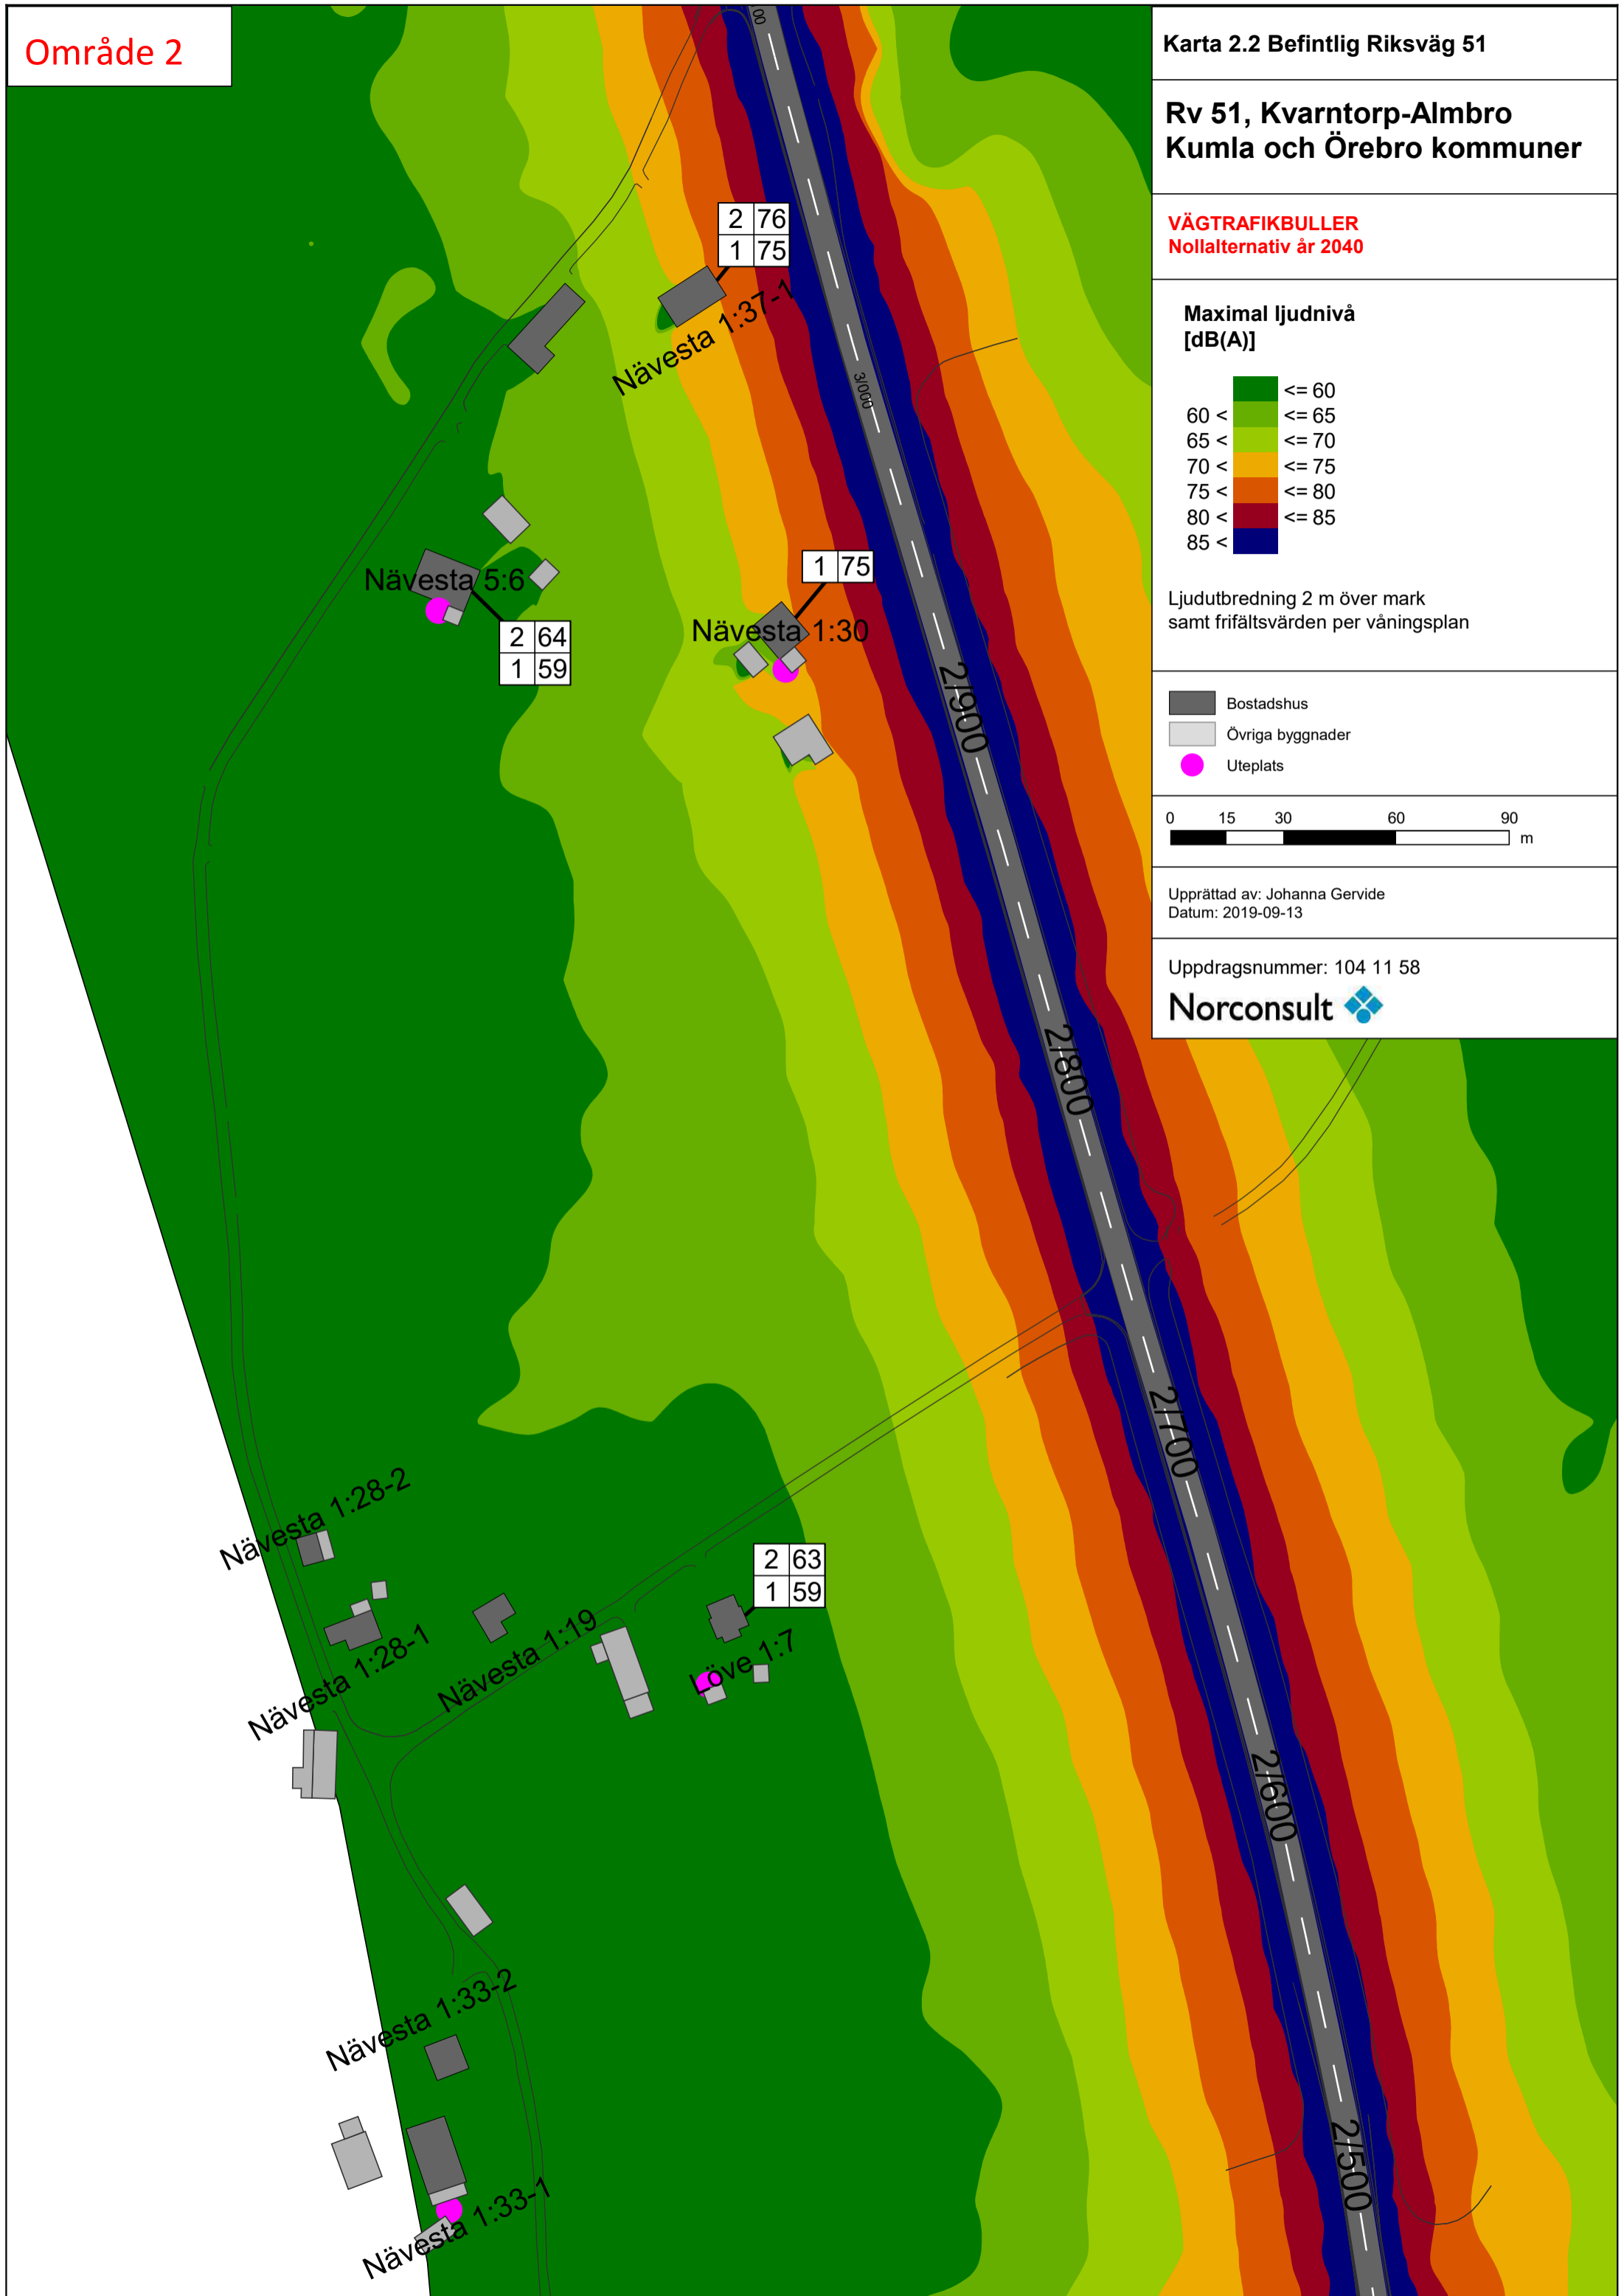 Område 2
Karta 2.2 Befintlig Riksväg 51
Rv 51, Kvarntorp-Almbro
Kumla och Örebro kommuner
VÄGTRAFIKBULLER
Nollalternativ år 2040
Maximal ljudnivå
[dB(A)]
<= 60
60 < <= 65
65 < <= 70
70 < <= 75
75 < <= 80
80 < <= 85
85 <
Ljudutbredning 2 m över mark
samt frifältsvärden per våningsplan
Bostadshus
Övriga byggnader
Uteplats
0 15 30 60 90
m
Upprättad av: Johanna Gervide
Datum: 2019-09-13
Uppdragsnummer: 104 11 58
Norconsult
00
2 76
1 75
Nävesta 1:37-1
3/000
1 75
Nävesta 5:6
2 64
1 59
Nävesta 1:30
2/900
2/800
2/700
Nävesta 1:28-2
2 63
1 59
Nävesta 1:28-1
Nävesta 1:19
Löve 1:7
2/600
Nävesta 1:33-2
2/500
Nävesta 1:33-1